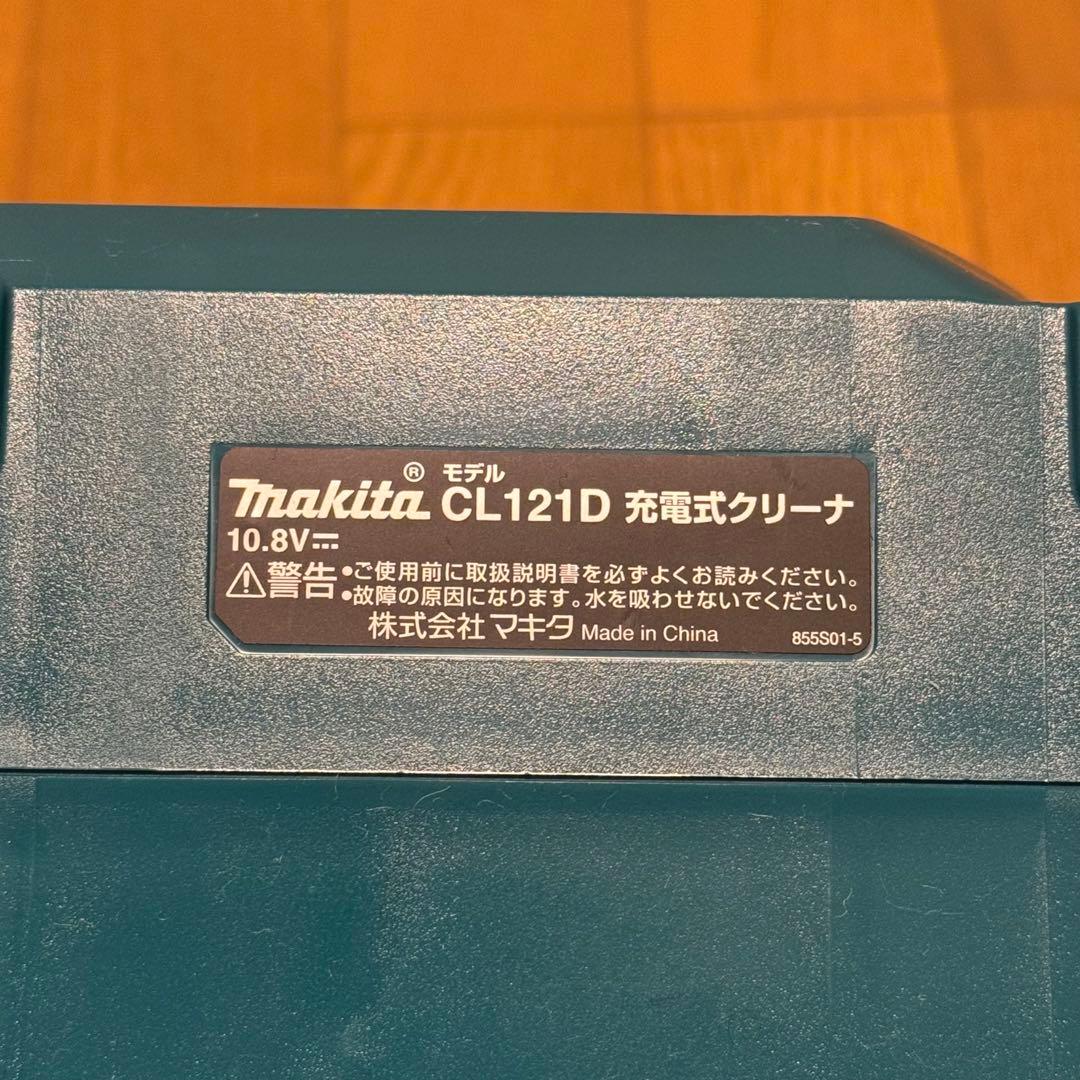 makita® モデル CL121D 充電式クリーナ
10.8V⎓
⚠警告 •ご使用前に取扱説明書を必ずよくお読みください。
•故障の原因になります。水を吸わせないでください。
株式会社マキタ Made in China 855S01-5